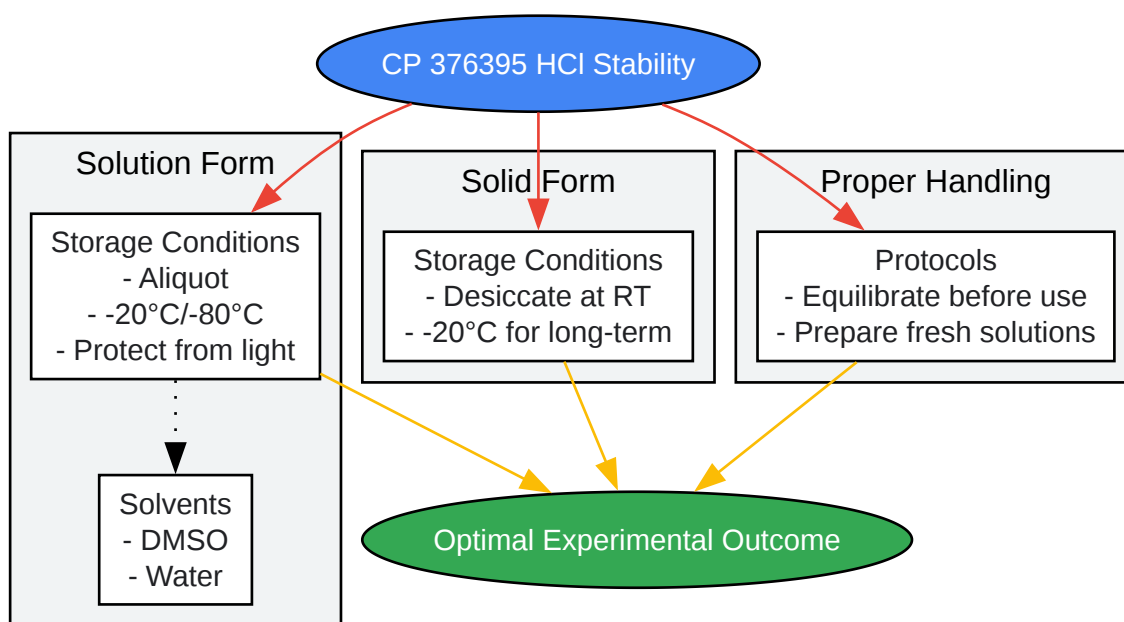 CP 376395 HCl Stability
Solution Form
Storage Conditions
- Aliquot
- -20°C/-80°C
- Protect from light
Solvents
- DMSO
- Water
Solid Form
Storage Conditions
- Desiccate at RT
- -20°C for long-term
Proper Handling
Protocols
- Equilibrate before use
- Prepare fresh solutions
Optimal Experimental Outcome